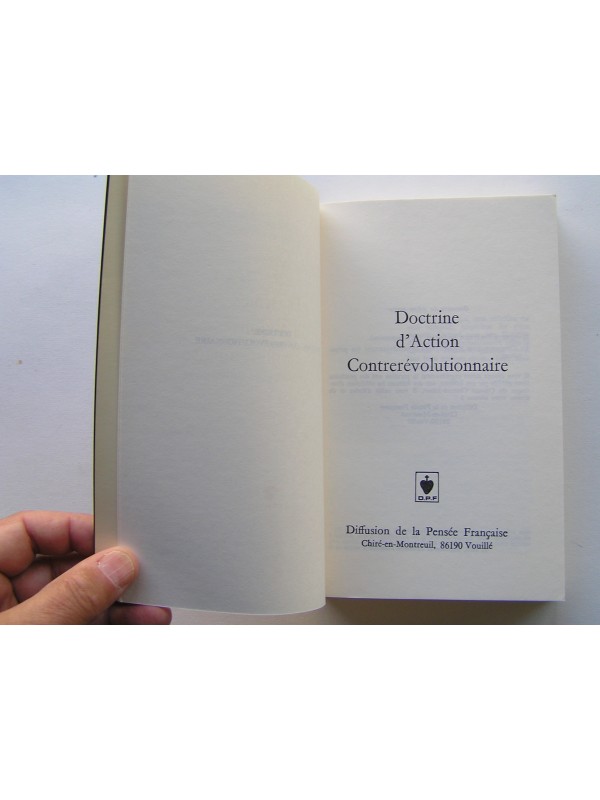 Doctrine
d'Action
Contrerévolutionnaire
D.P.F
Diffusion de la Pensée Française
Chiré-en-Montreuil, 86190 Vouillé